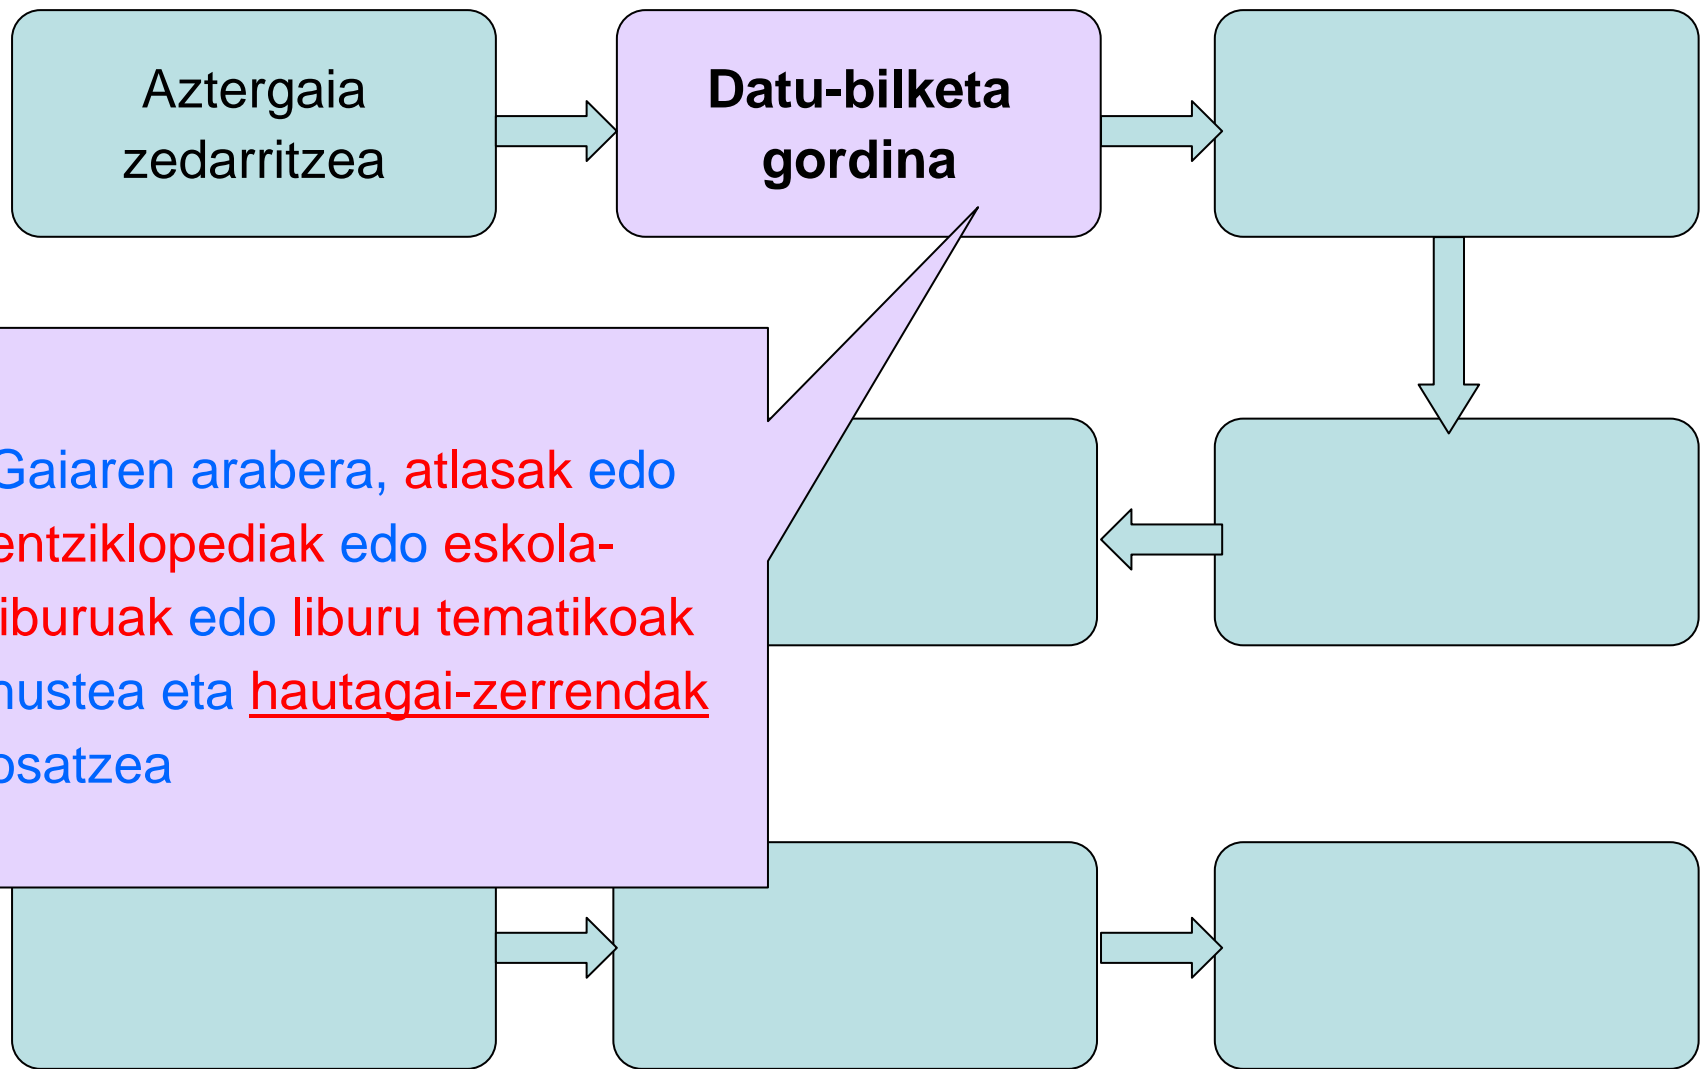 Aztergaia
zedarritzea
Datu-bilketa
gordina
Gaiaren arabera, atlasak edo
entziklopediak edo eskola-
liburuak edo liburu tematikoak
hustea eta hautagai-zerrendak
osatzea